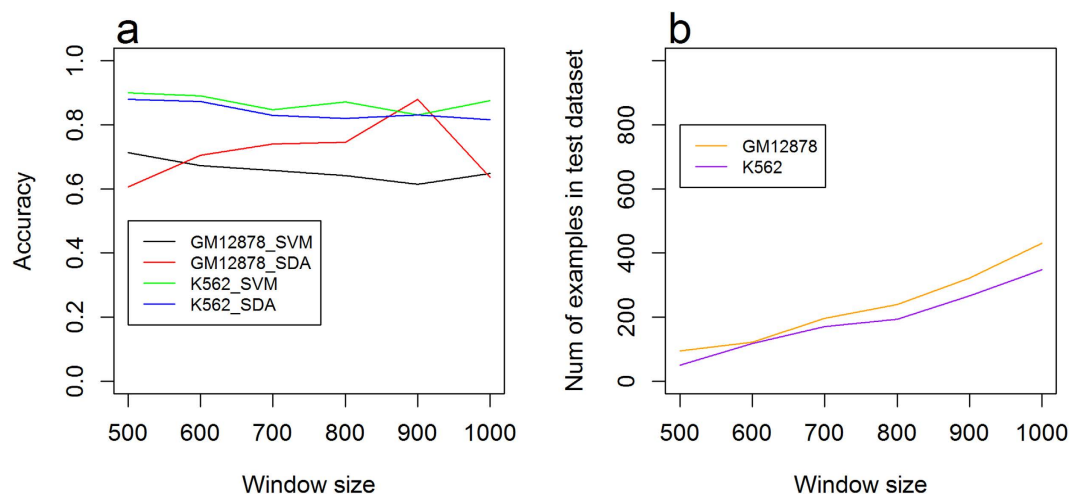 a
Accuracy
1.0
0.8
0.6
0.4
0.2
0.0
GM12878_SVM
GM12878_SDA
K562_SVM
K562_SDA
500 600 700 800 900 1000
Window size
b
Num of examples in test dataset
800
600
400
200
0
GM12878
K562
500 600 700 800 900 1000
Window size